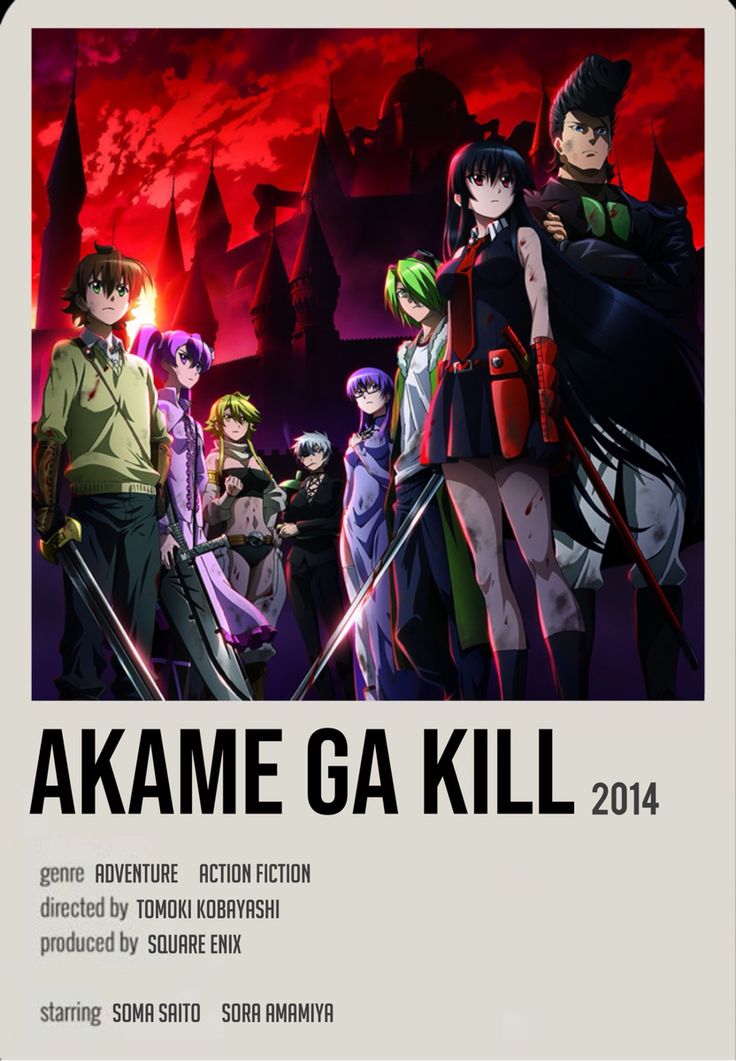 AKAME GA KILL 2014
genre ADVENTURE ACTION FICTION
directed by TOMOKI KOBAYASHI
produced by SQUARE ENIX
starring SOMA SAITO SORA AMAMIYA